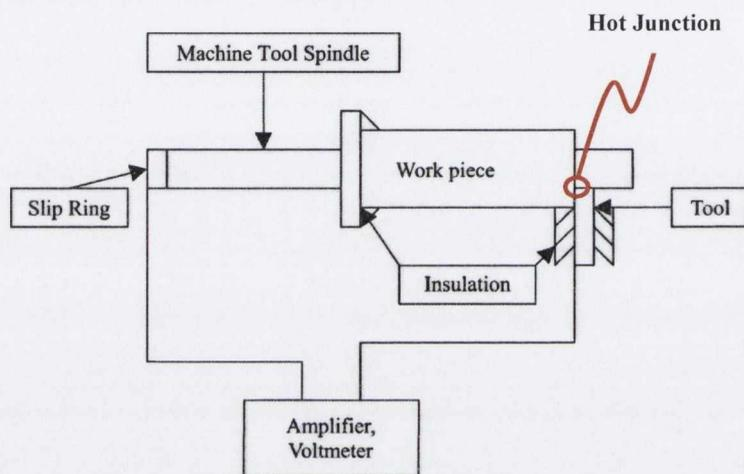 Hot Junction
Machine Tool Spindle
Work piece
Slip Ring
Tool
Insulation
Amplifier,
Voltmeter